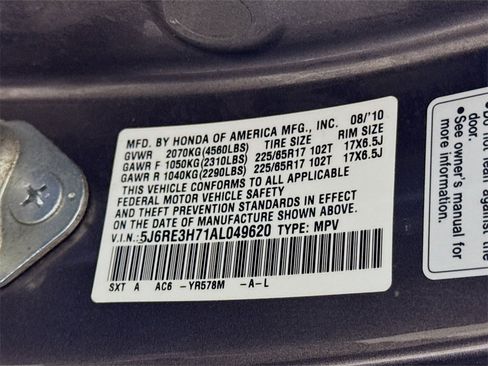 MFD. BY HONDA OF AMERICA MFG., INC. 08/'10
GVWR 2070KG(4560LBS) TIRE SIZE RIM SIZE
GAWR F 1050KG(2310LBS) 225/65R17 102T 17X6.5J
GAWR R 1040KG(2290LBS) 225/65R17 102T 17X6.5J
THIS VEHICLE CONFORMS TO ALL APPLICABLE
FEDERAL MOTOR VEHICLE SAFETY
AND THEFT PREVENTION STANDARDS IN EFFECT
ON THE DATE OF MANUFACTURE SHOWN ABOVE.
V.I.N: 5J6RE3H71AL049620 TYPE: MPV
SXT A AC6 -YR578M -A-L
• Do not
door.
• See owner's
manual for